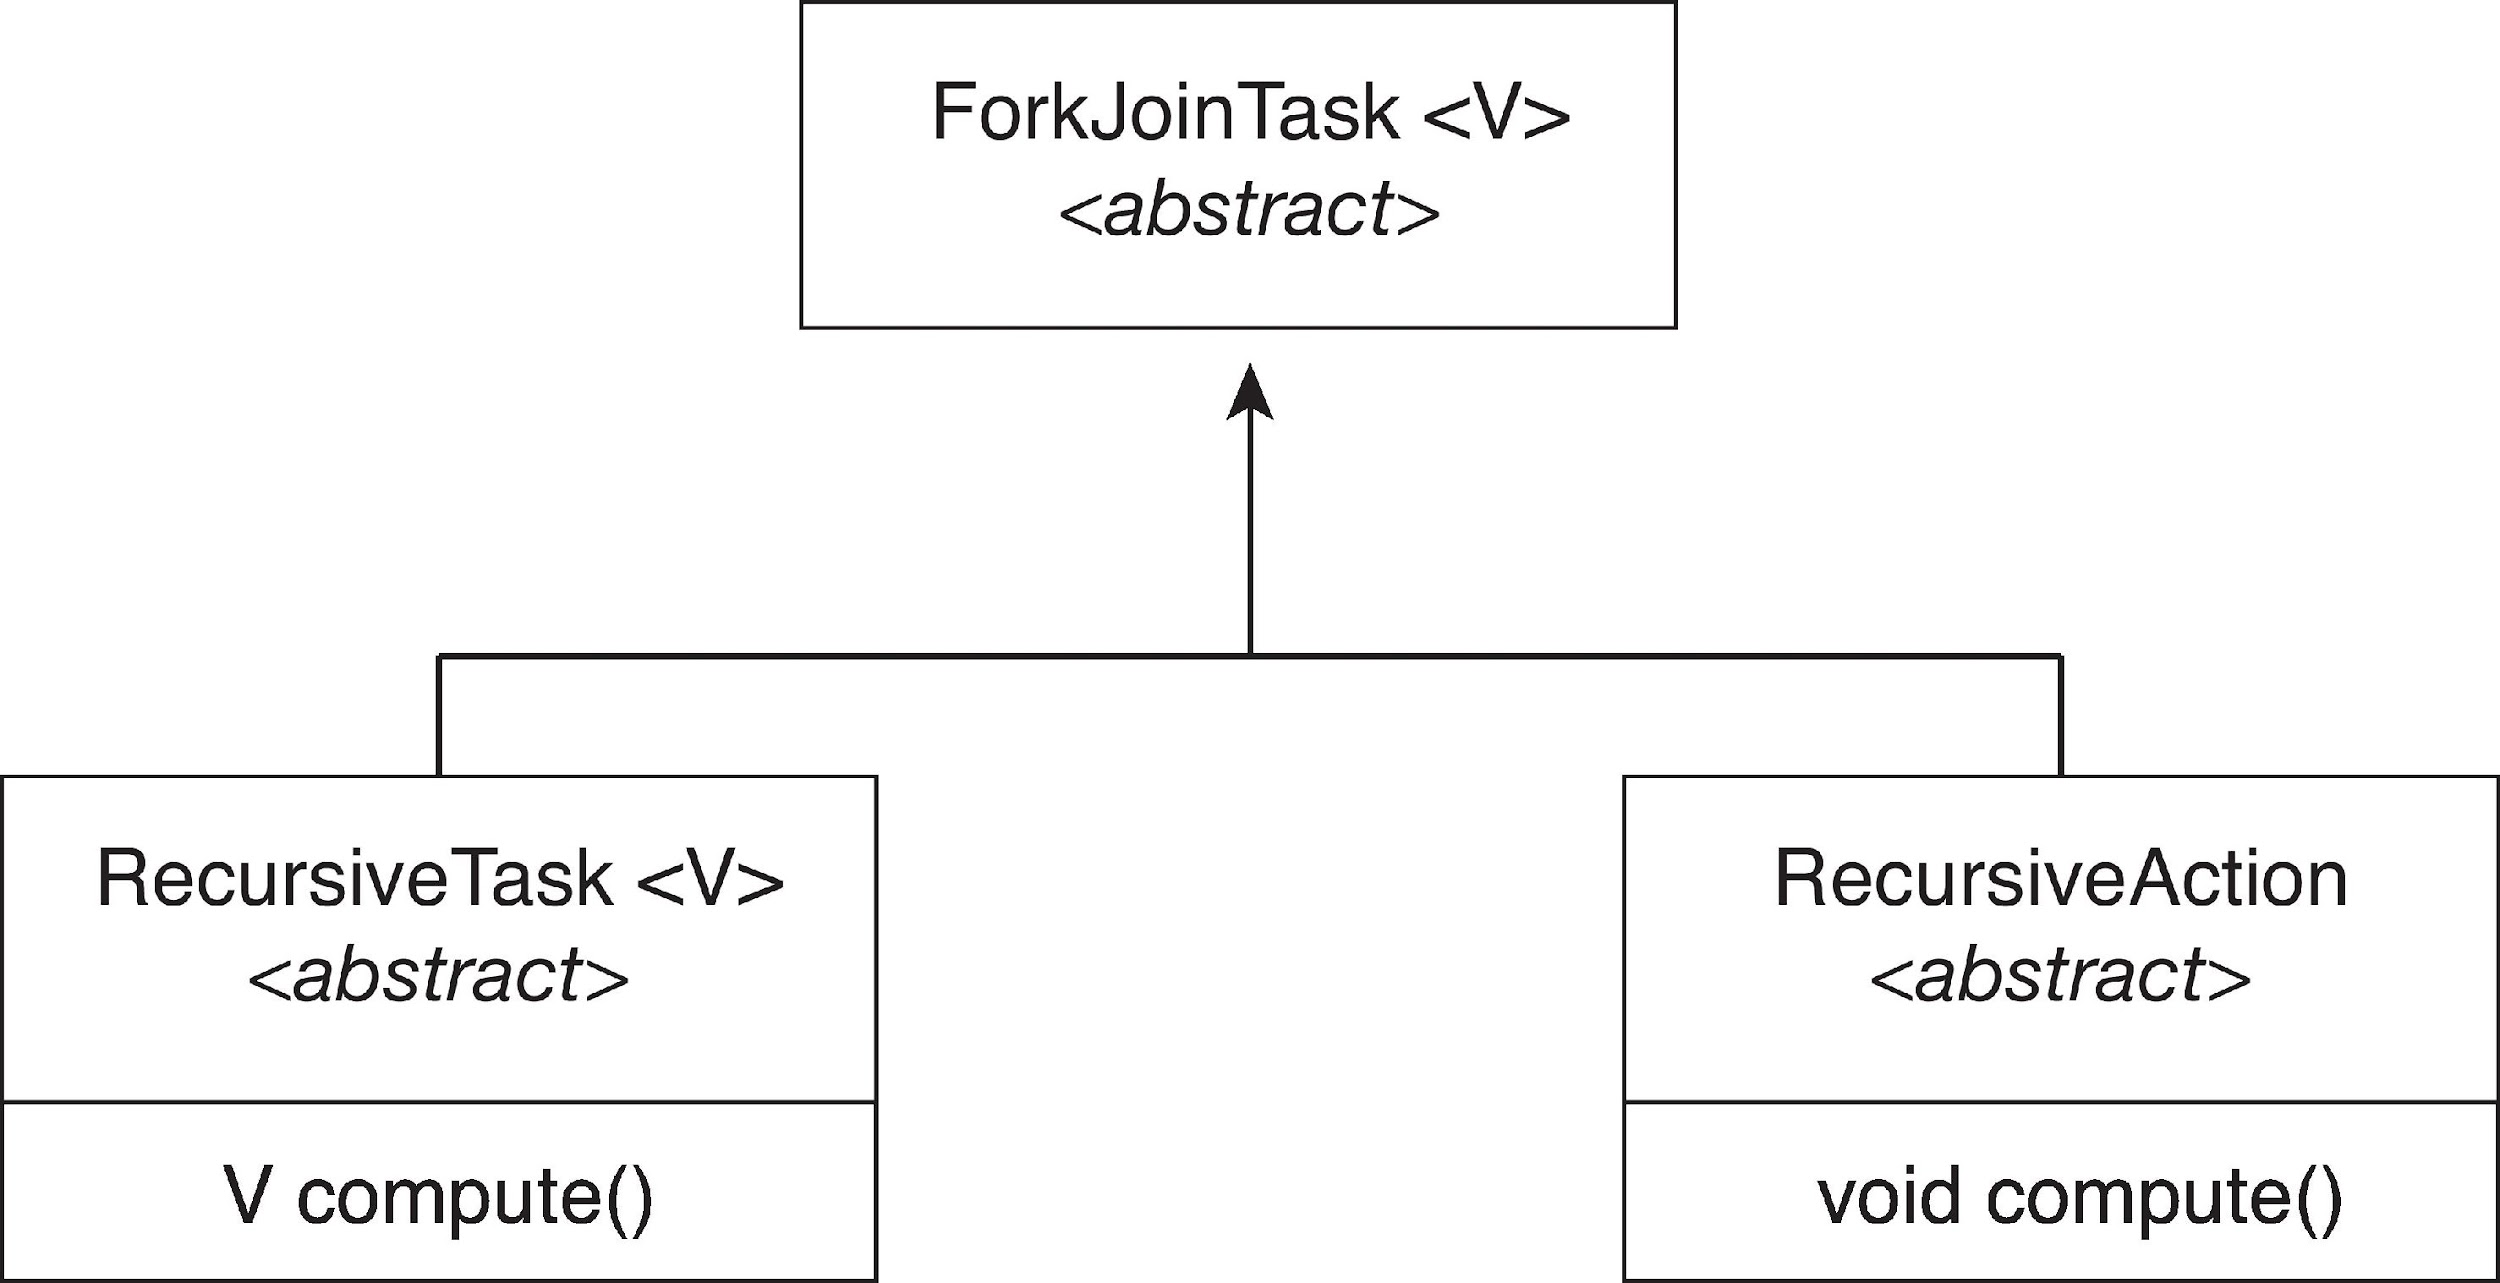 ForkJoinTask <V>
<abstract>
RecursiveTask <V>
<abstract>
V compute()
RecursiveAction
<abstract>
void compute()